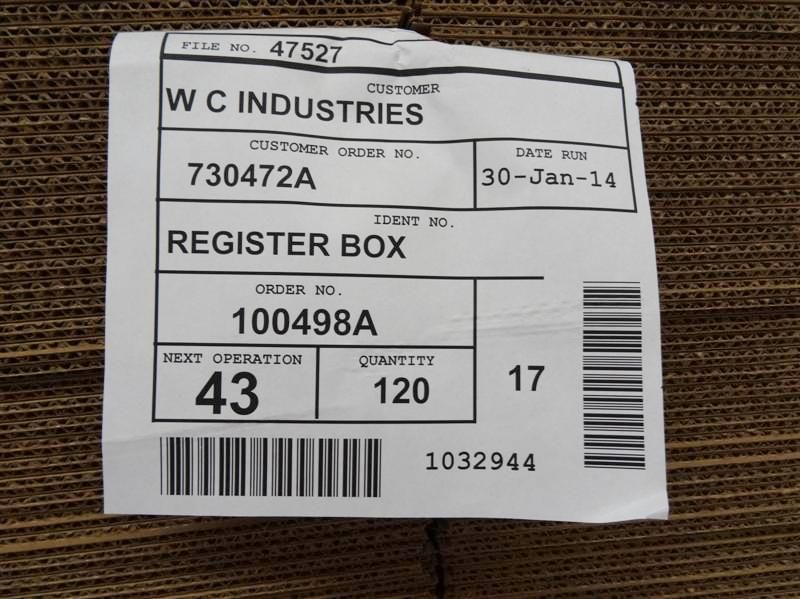 FILE NO. 47527
CUSTOMER
W C INDUSTRIES
CUSTOMER ORDER NO.
730472A
DATE RUN
30-Jan-14
IDENT NO.
REGISTER BOX
ORDER NO.
100498A
NEXT OPERATION
43
QUANTITY
120
17
1032944